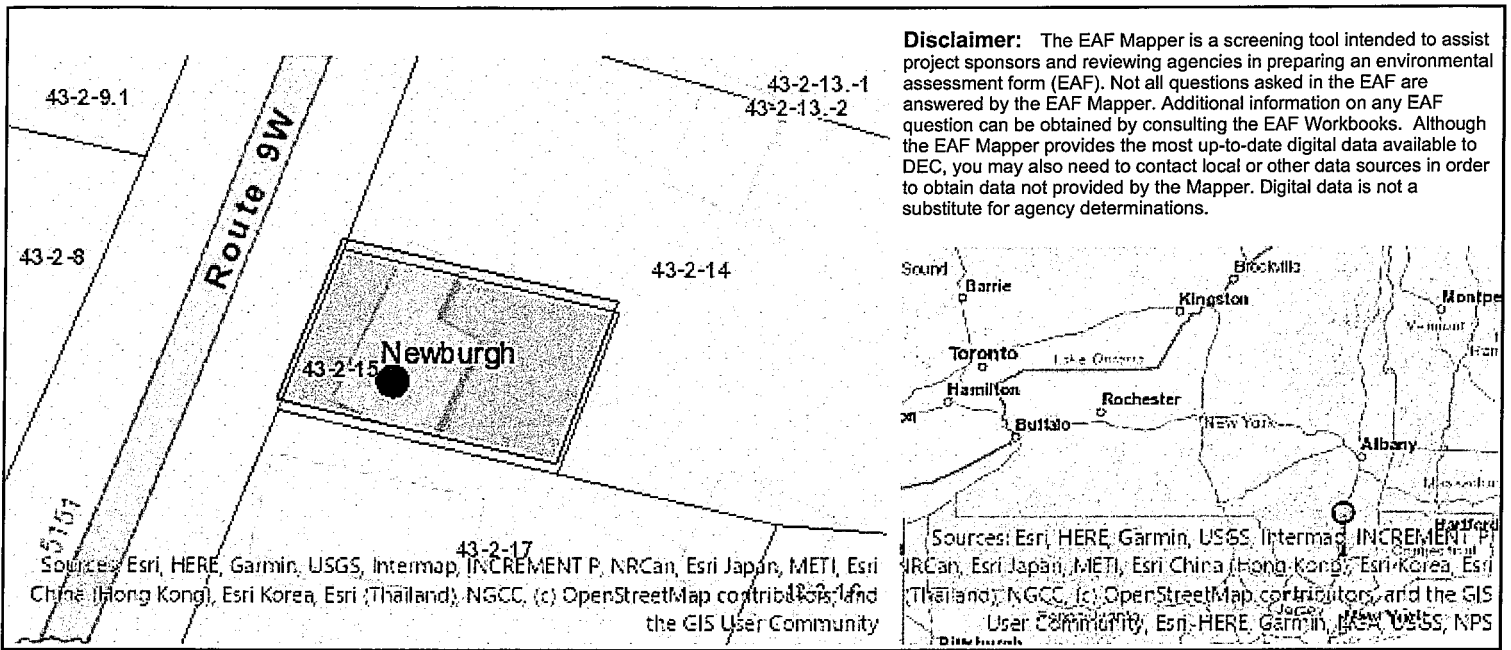 Disclaimer: The EAF Mapper is a screening tool intended to assist
project sponsors and reviewing agencies in preparing an environmental
assessment form (EAF). Not all questions asked in the EAF are
answered by the EAF Mapper. Additional information on any EAF
question can be obtained by consulting the EAF Workbooks. Although
the EAF Mapper provides the most up-to-date digital data available to
DEC, you may also need to contact local or other data sources in order
to obtain data not provided by the Mapper. Digital data is not a
substitute for agency determinations.
43-2-9.1
43-2-13.-1
43-2-13.-2
Route 9W
43-2-8
43-2-14
Newburgh
43-2-15
5151
43-2-17
Sources: Esri, HERE, Garmin, USGS, Intermap, INCREMENT P, NRCan, Esri Japan, METI, Esri
China (Hong Kong), Esri Korea, Esri (Thailand), NGCC, (c) OpenStreetMap contributors, and
the GIS User Community
Sound
Barrie
Brockville
Kingston
Montpe
Vermont
Toronto
Lake Ontario
Hamilton
Rochester
Buffalo
NEW YORK
Albany
Hartford
Sources: Esri, HERE, Garmin, USGS, Intermap, INCREMENT P,
NRCan, Esri Japan, METI, Esri China (Hong Kong), Esri Korea, Esri
(Thailand), NGCC, (c) OpenStreetMap contributors, and the GIS
User Community, Esri, HERE, Garmin, NGA, USGS, NPS